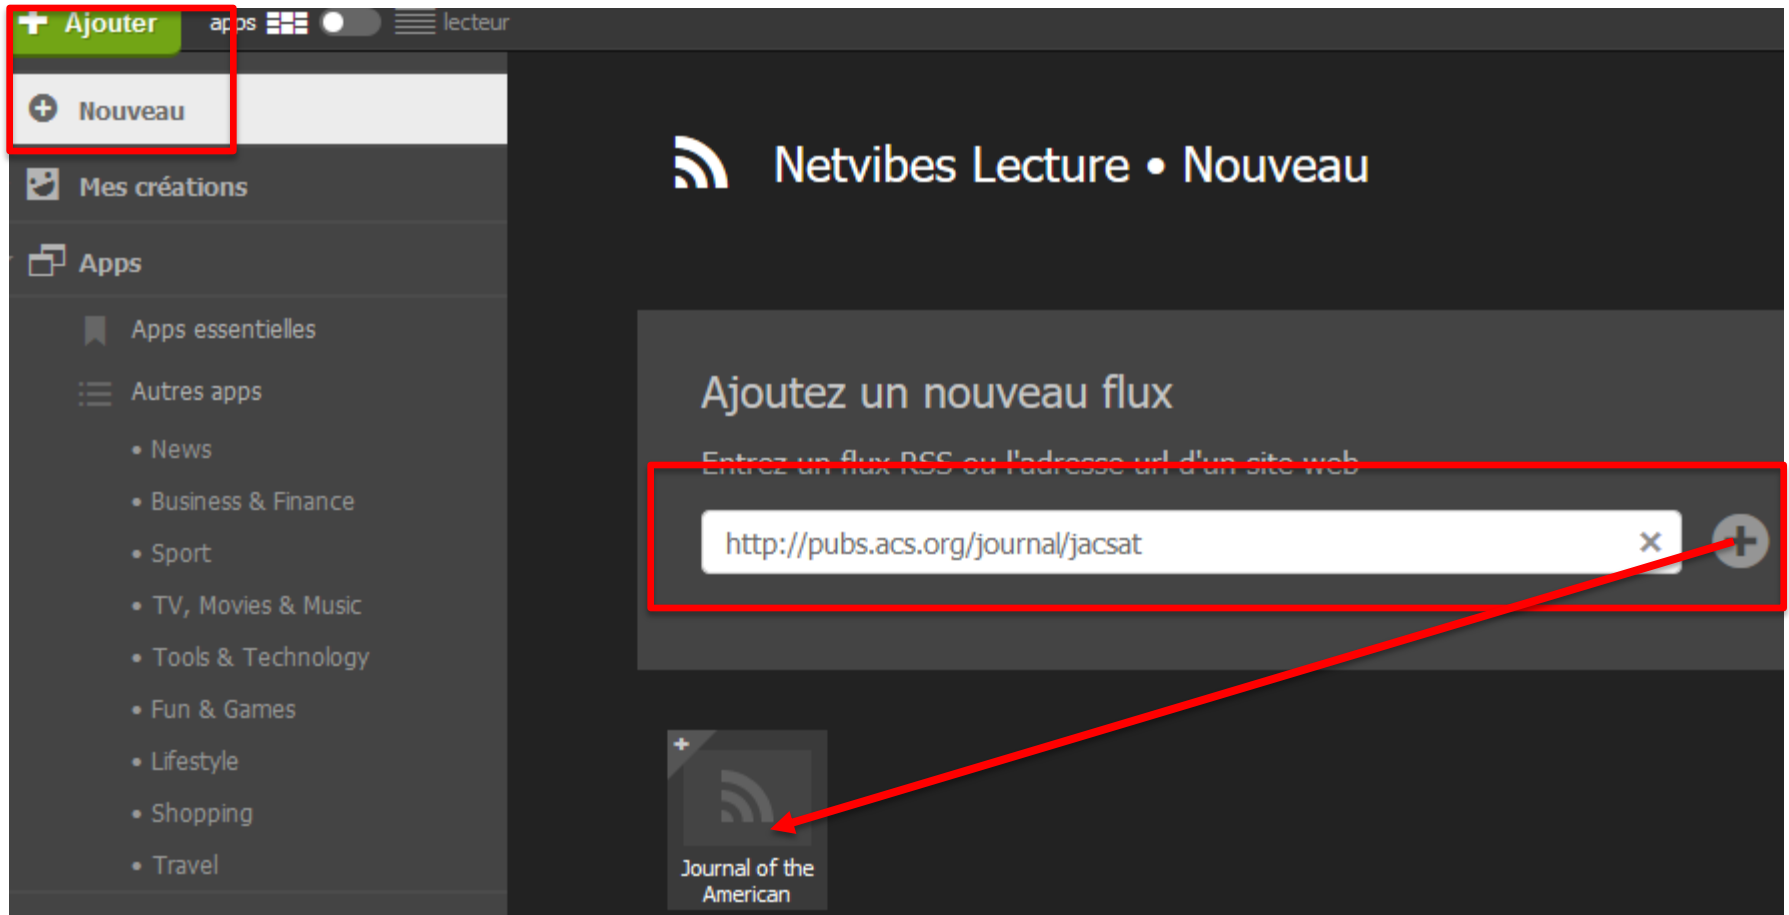 Ajouter
apps lecteur
Nouveau
Mes créations
Apps
Apps essentielles
Autres apps
• News
• Business & Finance
• Sport
• TV, Movies & Music
• Tools & Technology
• Fun & Games
• Lifestyle
• Shopping
• Travel
Netvibes Lecture • Nouveau
Ajoutez un nouveau flux
Entrez un flux RSS ou l'adresse url d'un site web
http://pubs.acs.org/journal/jacsat
Journal of the
American